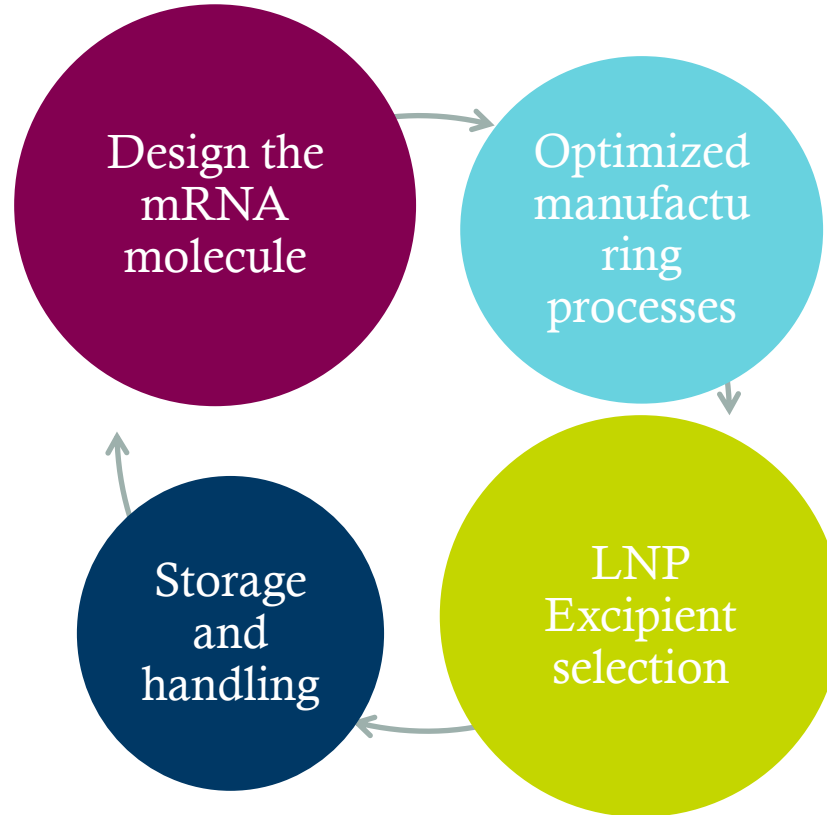 Design the
mRNA
molecule
Optimized
manufactu
ring
processes
LNP
Excipient
selection
Storage
and
handling